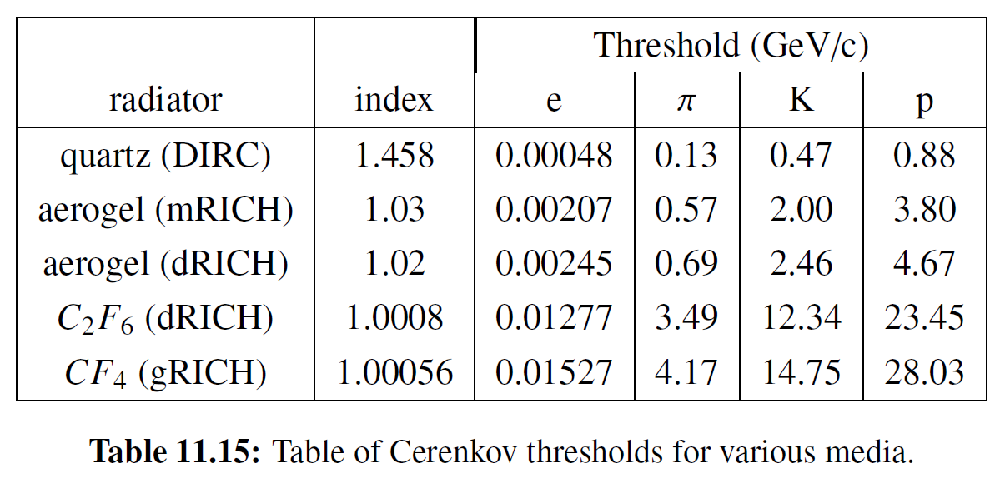 Threshold (GeV/c)
radiator index e π K p
quartz (DIRC) 1.458 0.00048 0.13 0.47 0.88
aerogel (mRICH) 1.03 0.00207 0.57 2.00 3.80
aerogel (dRICH) 1.02 0.00245 0.69 2.46 4.67
C₂F₆ (dRICH) 1.0008 0.01277 3.49 12.34 23.45
CF₄ (gRICH) 1.00056 0.01527 4.17 14.75 28.03
Table 11.15: Table of Cerenkov thresholds for various media.